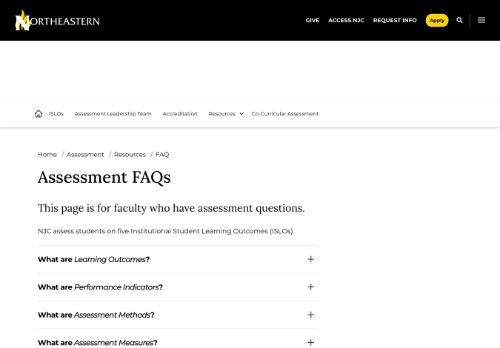 NORTHEASTERN
GIVE ACCESS NJC REQUEST INFO Apply
ISLOs Assessment Leadership Team Accreditation Resources Co-Curricular Assessment
Home / Assessment / Resources / FAQ
Assessment FAQs
This page is for faculty who have assessment questions.
NJC assess students on five Institutional Student Learning Outcomes (ISLOs).
What are Learning Outcomes?
What are Performance Indicators?
What are Assessment Methods?
What are Assessment Measures?